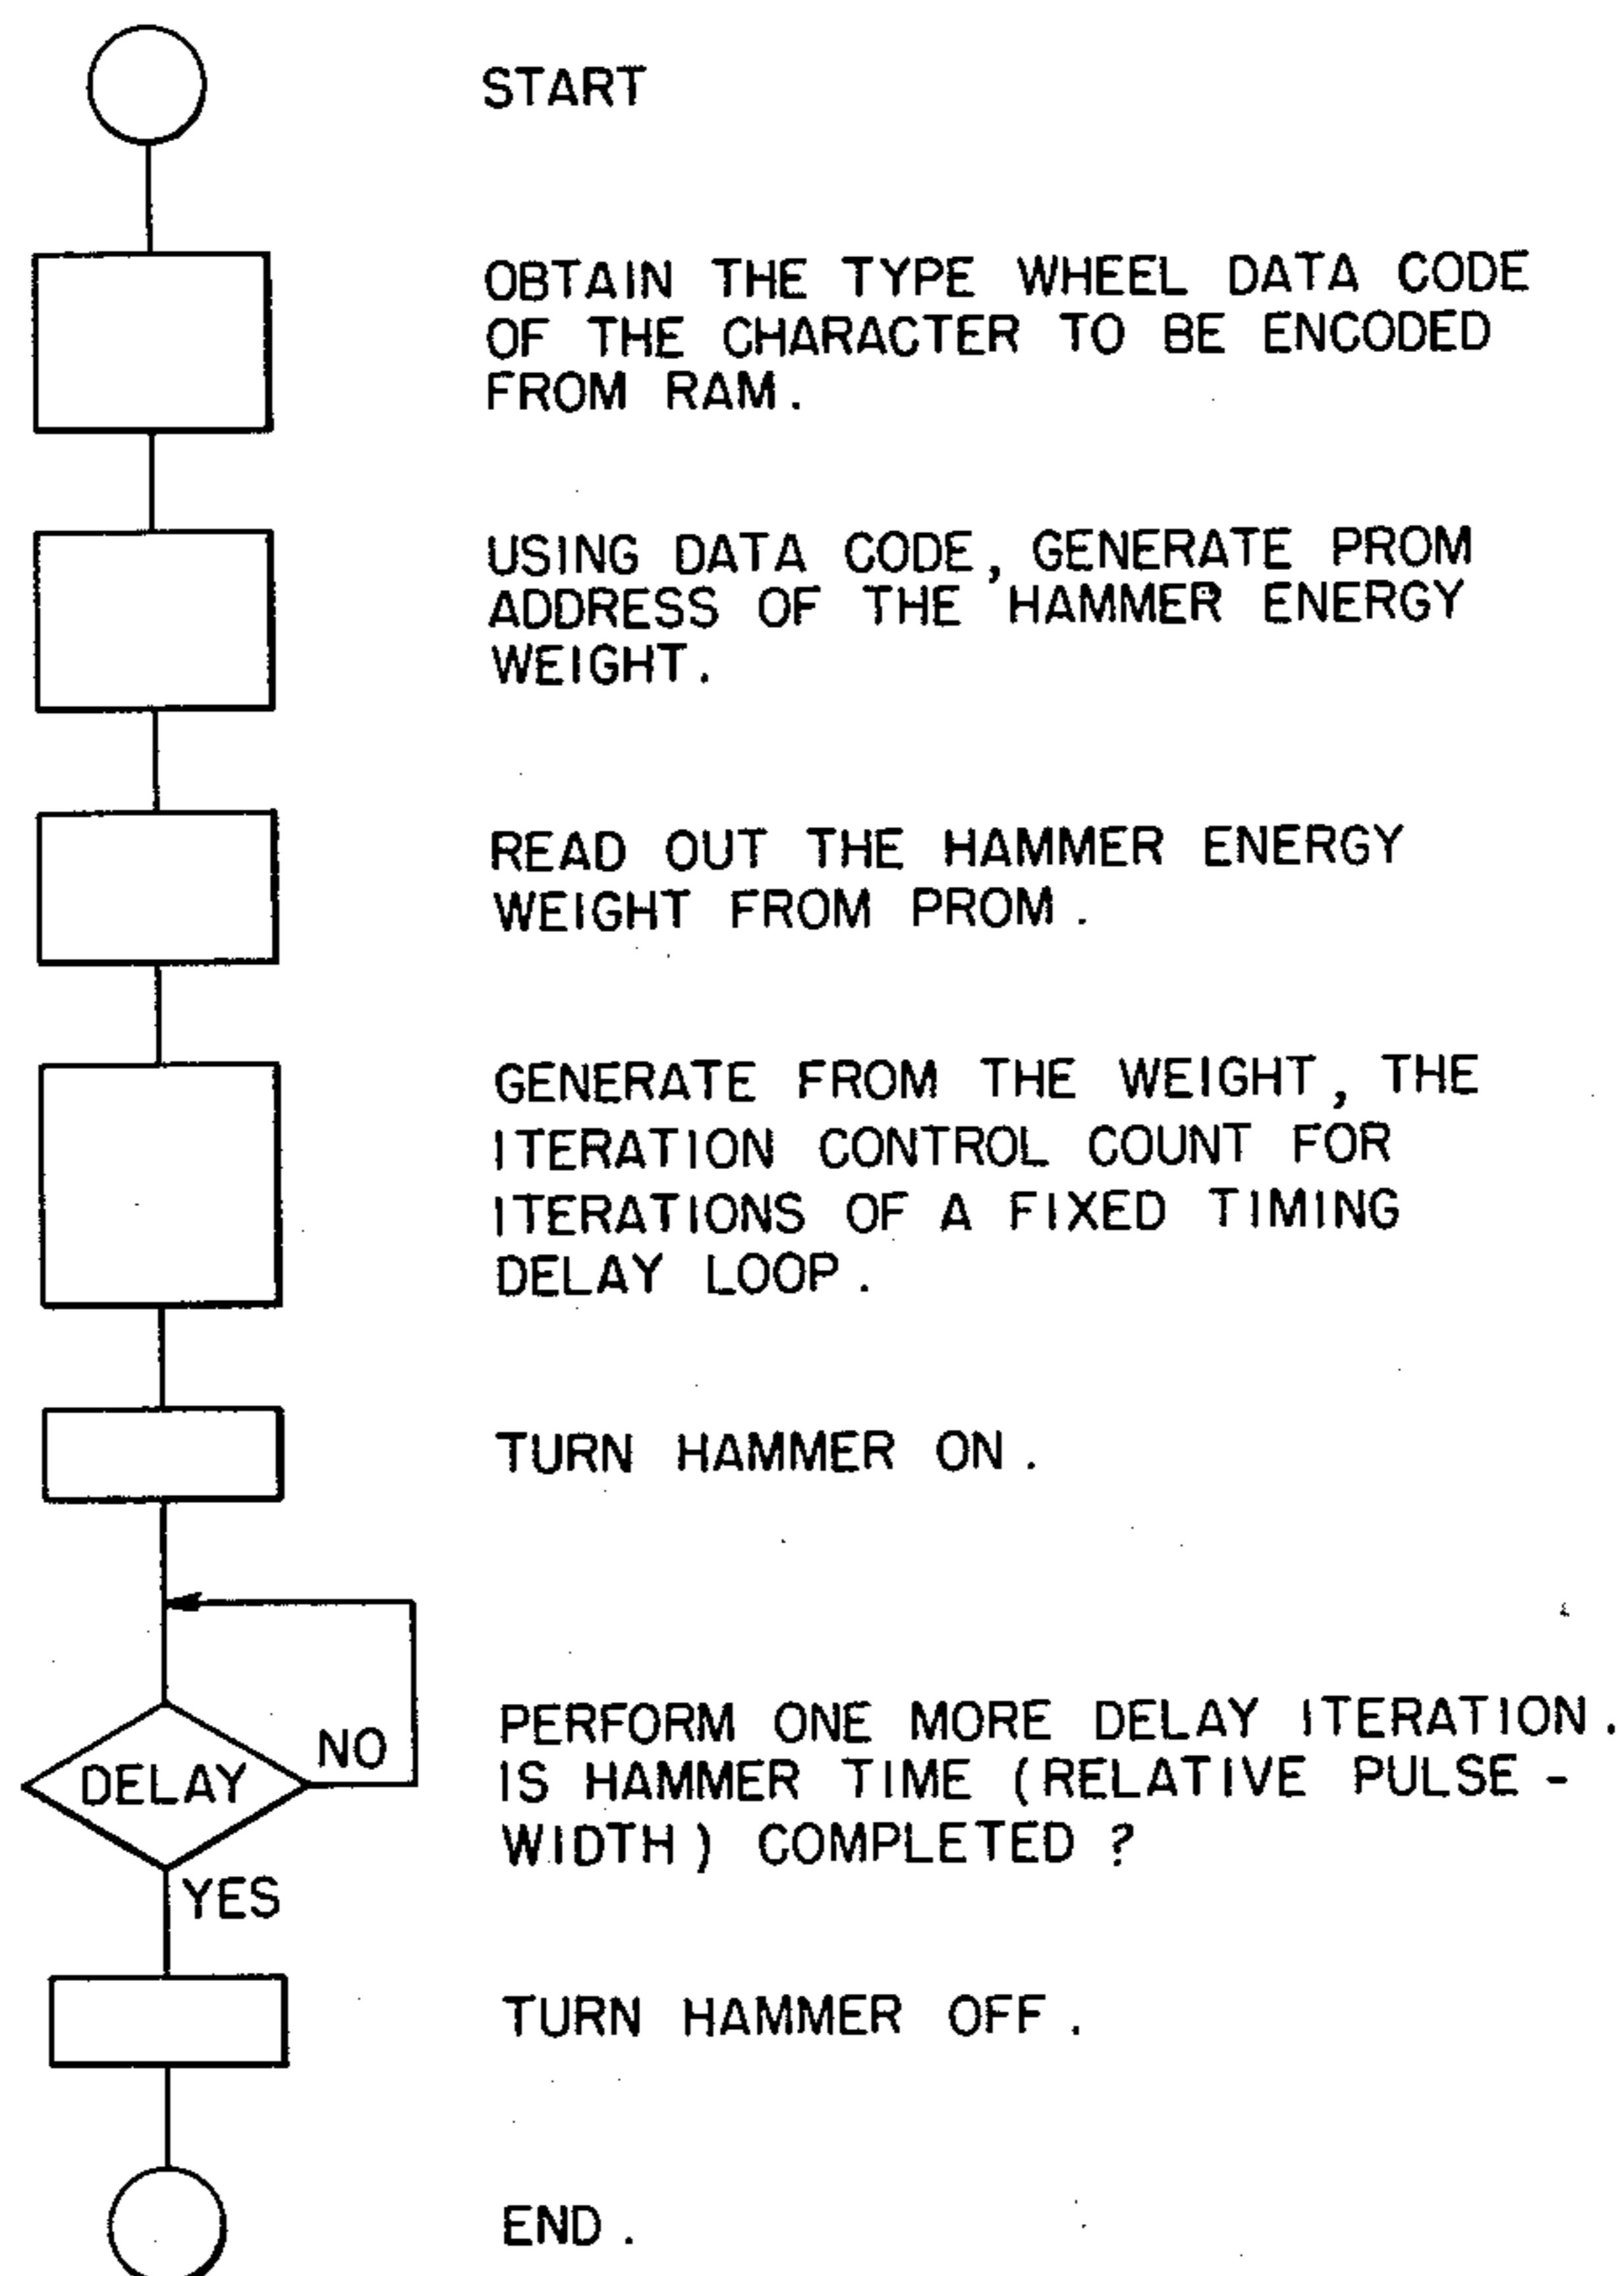 START
OBTAIN THE TYPE WHEEL DATA CODE
OF THE CHARACTER TO BE ENCODED
FROM RAM.
USING DATA CODE, GENERATE PROM
ADDRESS OF THE HAMMER ENERGY
WEIGHT.
READ OUT THE HAMMER ENERGY
WEIGHT FROM PROM.
GENERATE FROM THE WEIGHT, THE
ITERATION CONTROL COUNT FOR
ITERATIONS OF A FIXED TIMING
DELAY LOOP.
TURN HAMMER ON.
NO
DELAY
PERFORM ONE MORE DELAY ITERATION.
IS HAMMER TIME (RELATIVE PULSE-
WIDTH) COMPLETED?
YES
TURN HAMMER OFF.
END.